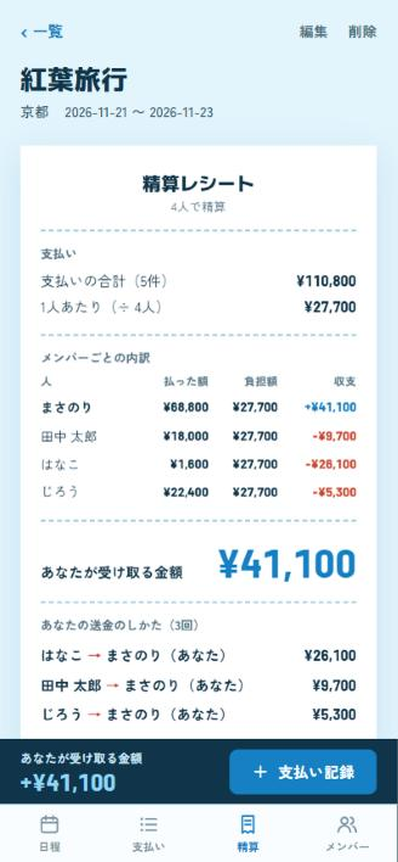 ‹ 一覧 編集 削除
紅葉旅行
京都 2026-11-21 〜 2026-11-23
精算レシート
4人で精算
支払い
支払いの合計（5件） ¥110,800
1人あたり（÷ 4人） ¥27,700
メンバーごとの内訳
人 払った額 負担額 収支
まさのり ¥68,800 ¥27,700 +¥41,100
田中 太郎 ¥18,000 ¥27,700 -¥9,700
はなこ ¥1,600 ¥27,700 -¥26,100
じろう ¥22,400 ¥27,700 -¥5,300
あなたが受け取る金額 ¥41,100
あなたの送金のしかた（3回）
はなこ → まさのり（あなた） ¥26,100
田中 太郎 → まさのり（あなた） ¥9,700
じろう → まさのり（あなた） ¥5,300
あなたが受け取る金額
+¥41,100
＋ 支払い記録
日程 支払い 精算 メンバー